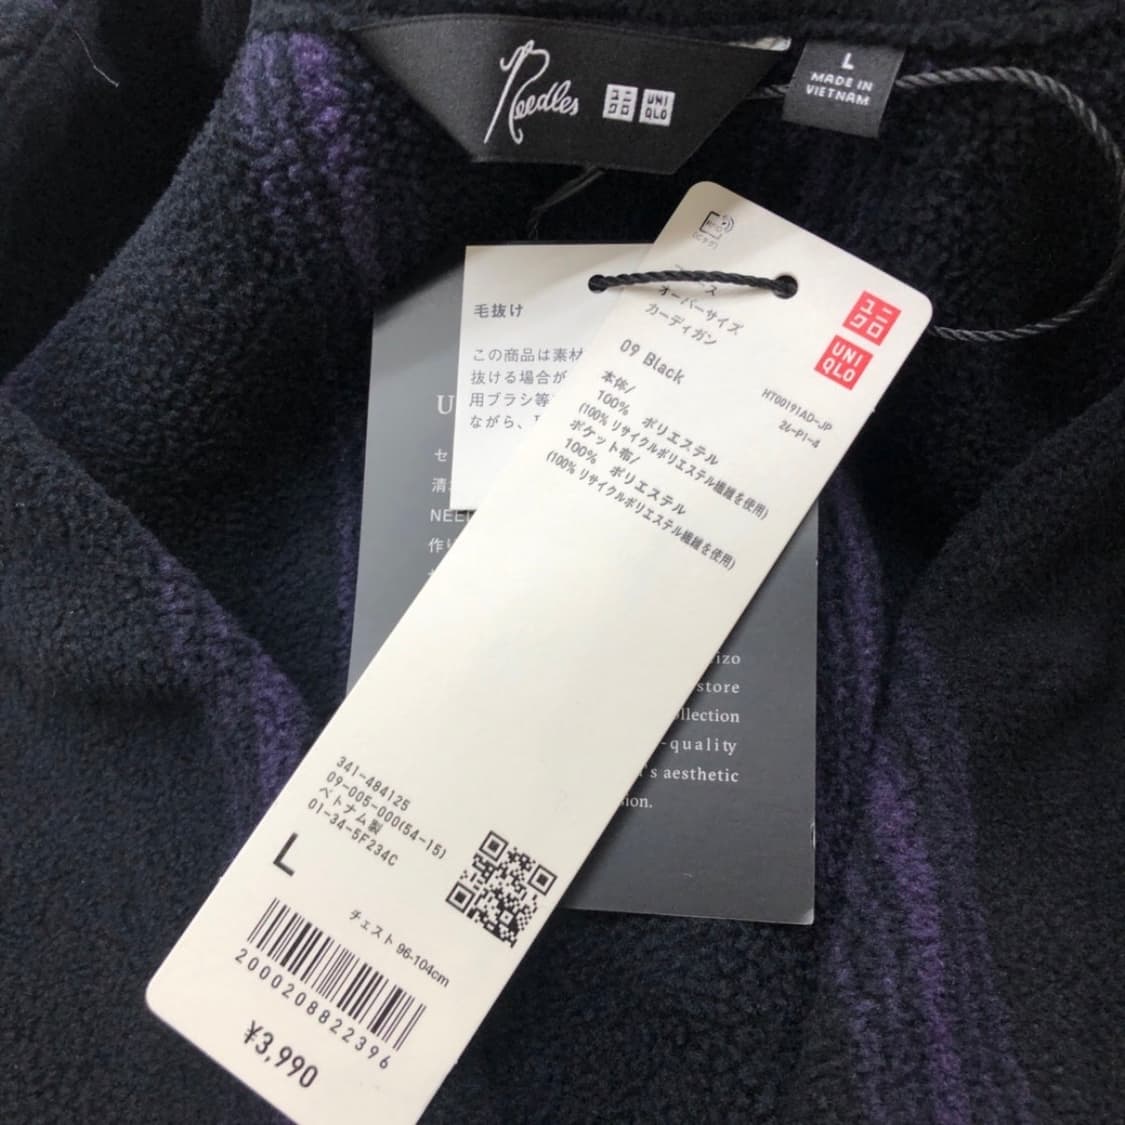 Needles
ユニ
クロ
UNI
QLO
L
MADE IN
VIETNAM
毛抜け
この商品は素材
抜ける場合が
用ブラシ等
ながら、
オーバーサイズ
カーディガン
09 Black
ユニ
クロ
UNI
QLO
HT00191AD-JP
26-P1-4
本体/
100% ポリエステル
(100% リサイクルポリエステル繊維を使用)
ポケット布/
100% ポリエステル
(100% リサイクルポリエステル繊維を使用)
U
セ
清
NEE
作り
izo
store
ollection
-quality
's aesthetic
ion.
341-484125
09-005-000(54-15)
ベトナム製
01-34-5F234C
L
チェスト 96-104cm
2000208822396
¥3,990